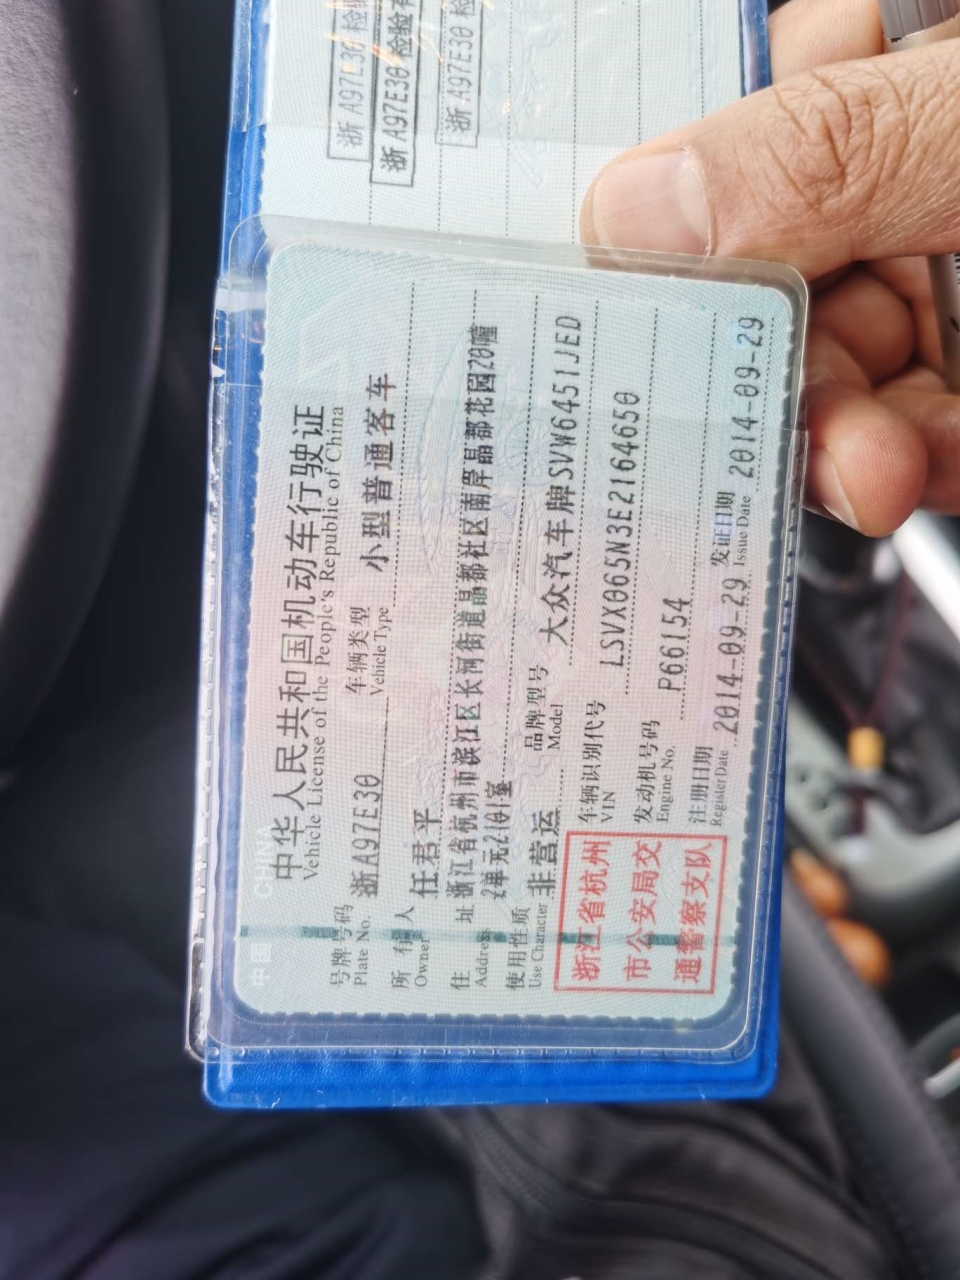 浙A97E30 检验
浙A97E30 检验有
浙A97E30 检
中国 CHINA
中华人民共和国机动车行驶证
Vehicle License of the People's Republic of China
号牌号码 浙A97E30 车辆类型 小型普通客车
Plate No. Vehicle Type
所有人 任君平
Owner
住址 浙江省杭州市滨江区长河街道晶都社区南岸晶都花园20幢
Address 2单元2101室
使用性质 非营运 品牌型号 大众汽车牌SVW6451JED
Use Character Model
浙江省杭州
市公安局交
通警察支队
车辆识别代号 LSVX065N3E2164650
VIN
发动机号码 P66154
Engine No.
注册日期 2014-09-29 发证日期 2014-09-29
Register Date Issue Date